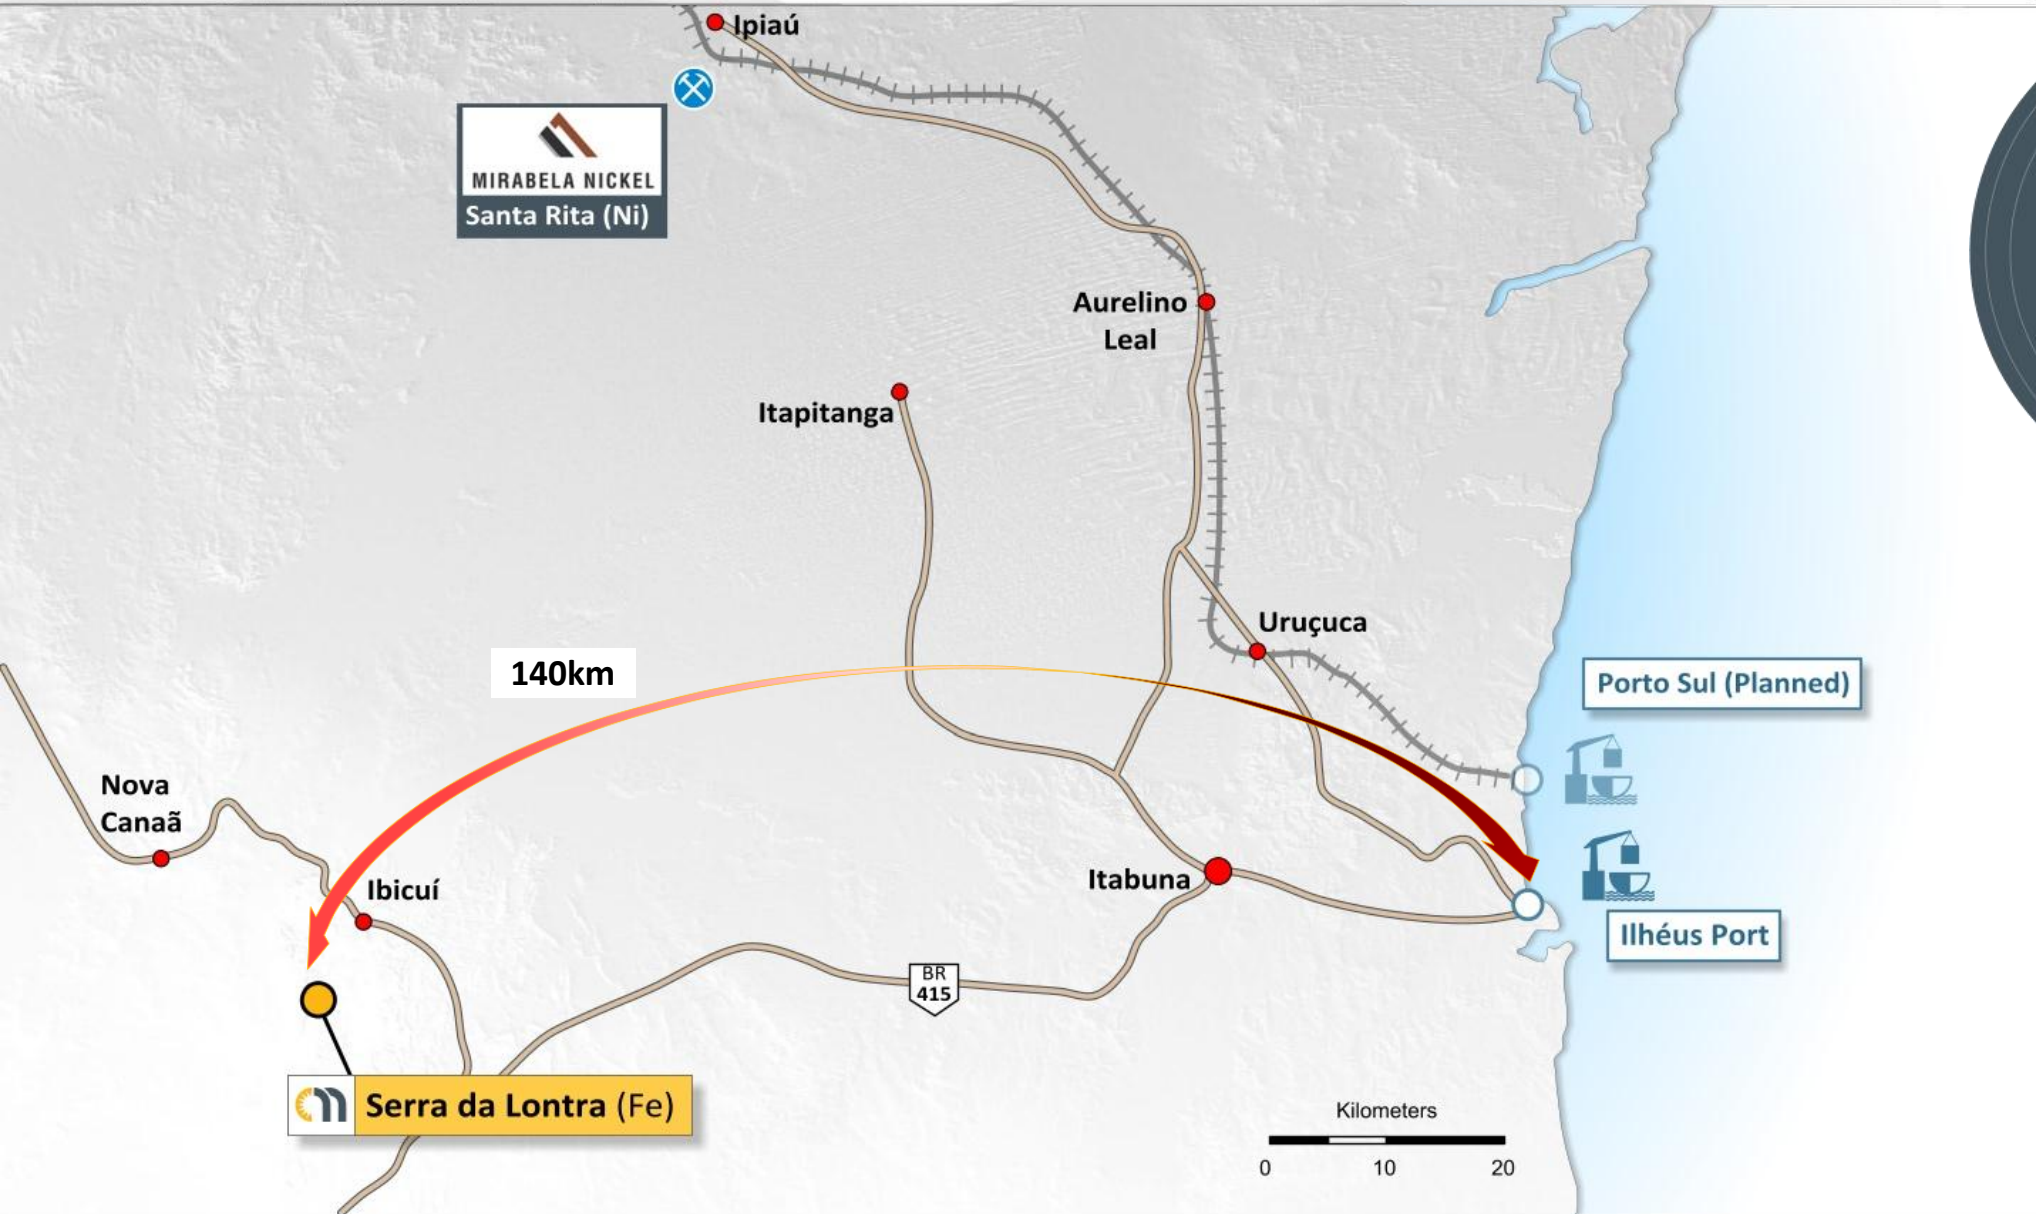 Ipiaú
MIRABELA NICKEL
Santa Rita (Ni)
Aurelino
Leal
Itapitanga
Uruçuca
140km
Porto Sul (Planned)
Nova
Canaã
Ibicuí
Itabuna
Ilhéus Port
BR
415
Serra da Lontra (Fe)
Kilometers
0 10 20